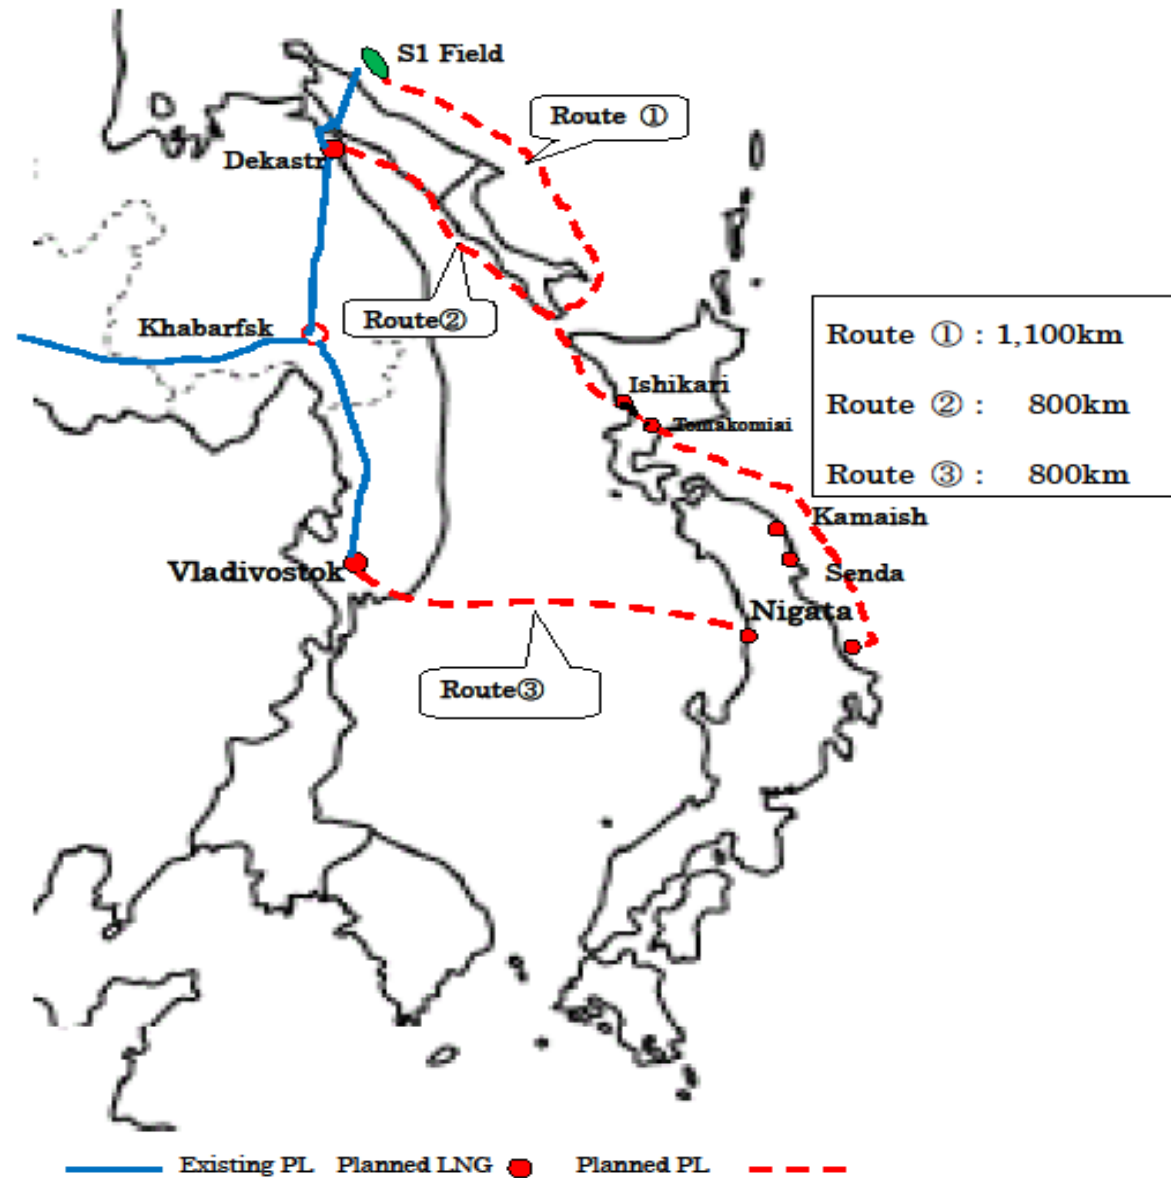 S1 Field
Route ①
Dekastr
Khabarfsk
Route②
Route ① : 1,100km
Route ② : 800km
Route ③ : 800km
Ishikari
Tomakomiai
Kamaish
Senda
Vladivostok
Nigata
Route③
Existing PL Planned LNG Planned PL